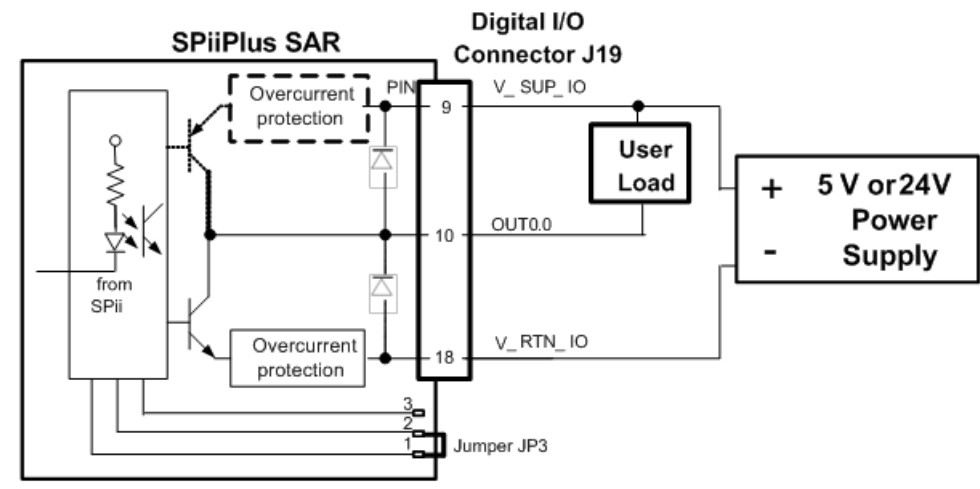 Digital I/O
Connector J19
SPiiPlus SAR
PIN
V_ SUP_ IO
Overcurrent
protection
9
User
Load
+ 5 V or 24V
Power
- Supply
OUT0.0
10
from
SPii
Overcurrent
protection
18
V_ RTN_ IO
3
2
1
Jumper JP3